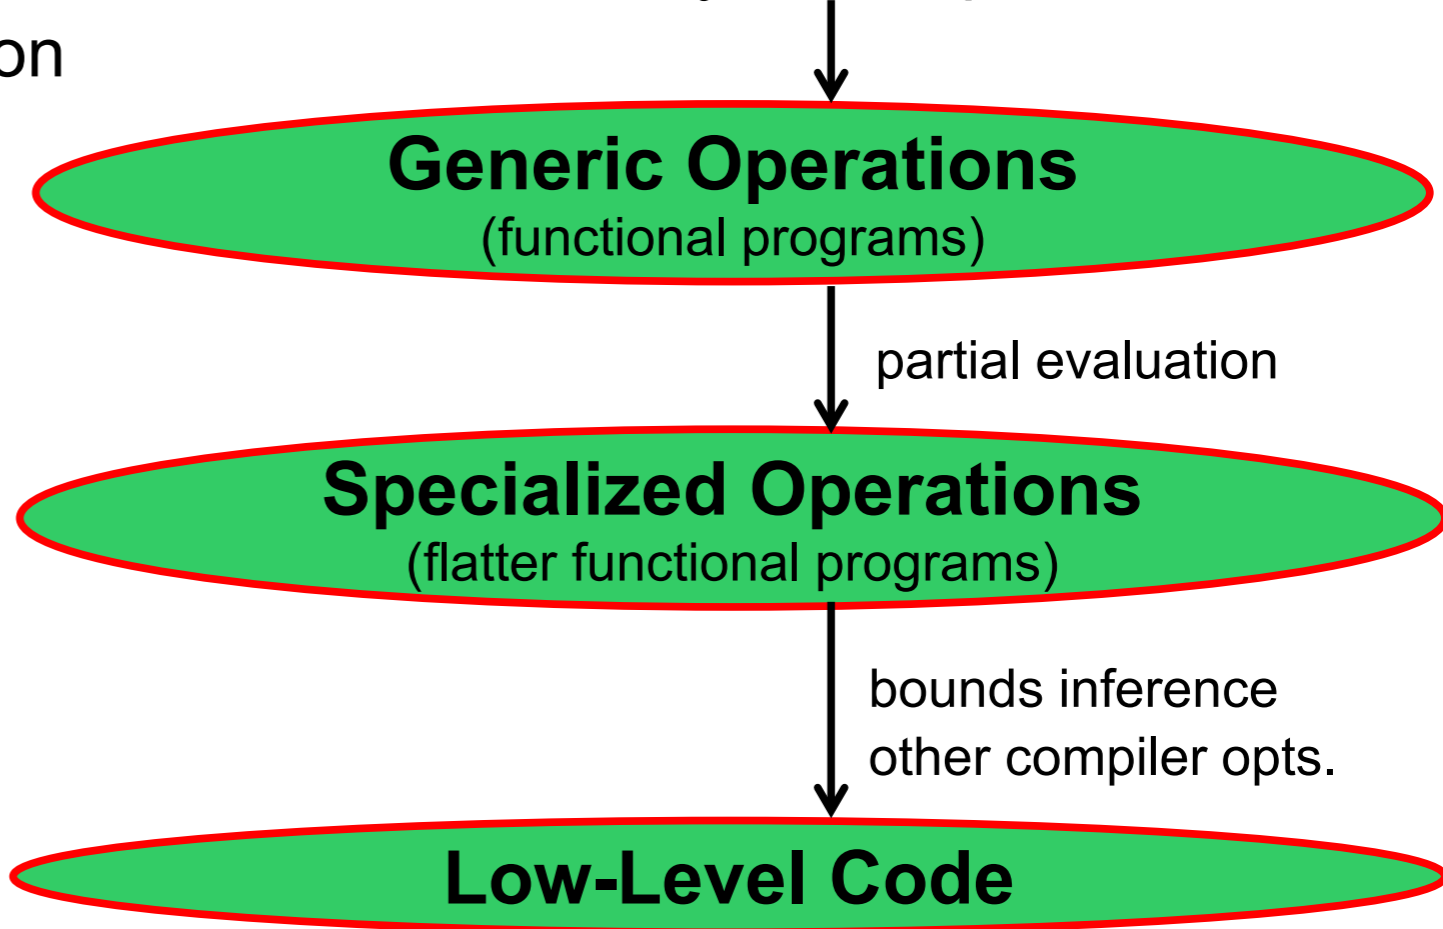 on
Generic Operations
(functional programs)
partial evaluation
Specialized Operations
(flatter functional programs)
bounds inference
other compiler opts.
Low-Level Code